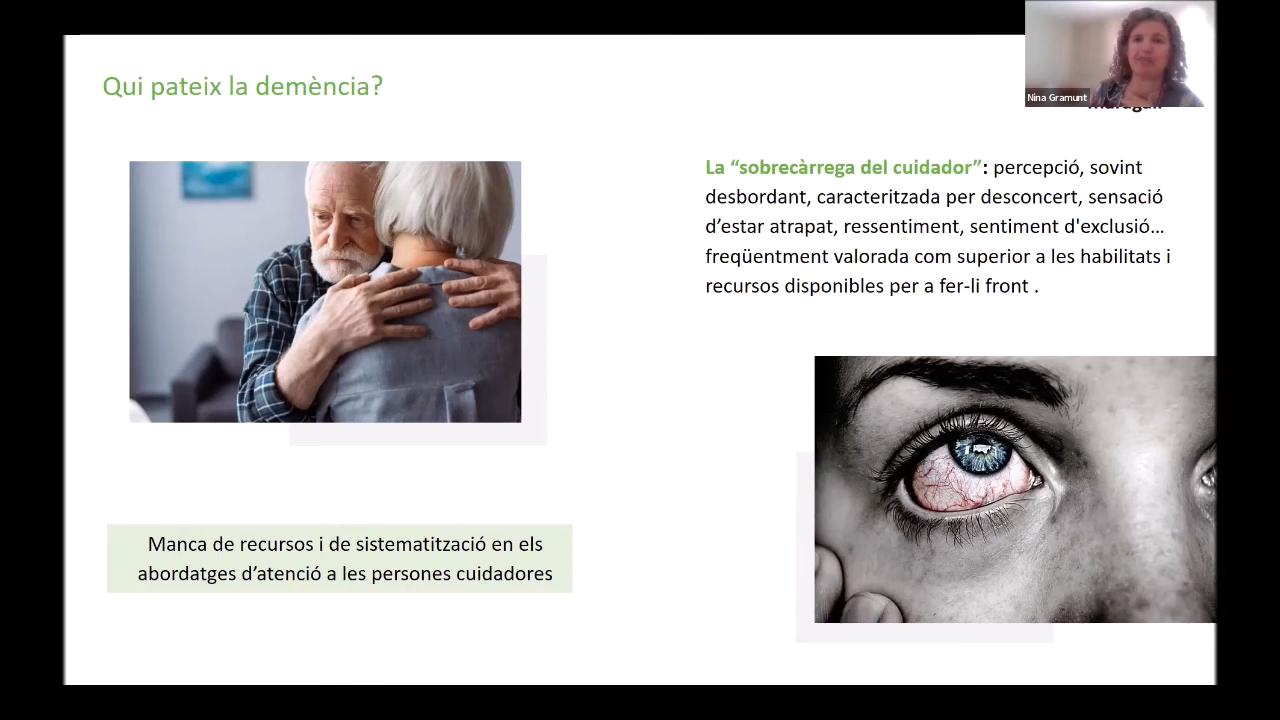 Qui pateix la demència?
Nina Gramunt
La “sobrecàrrega del cuidador”: percepció, sovint
desbordant, caracteritzada per desconcert, sensació
d’estar atrapat, ressentiment, sentiment d'exclusió...
freqüentment valorada com superior a les habilitats i
recursos disponibles per a fer-li front .
Manca de recursos i de sistematització en els
abordatges d’atenció a les persones cuidadores